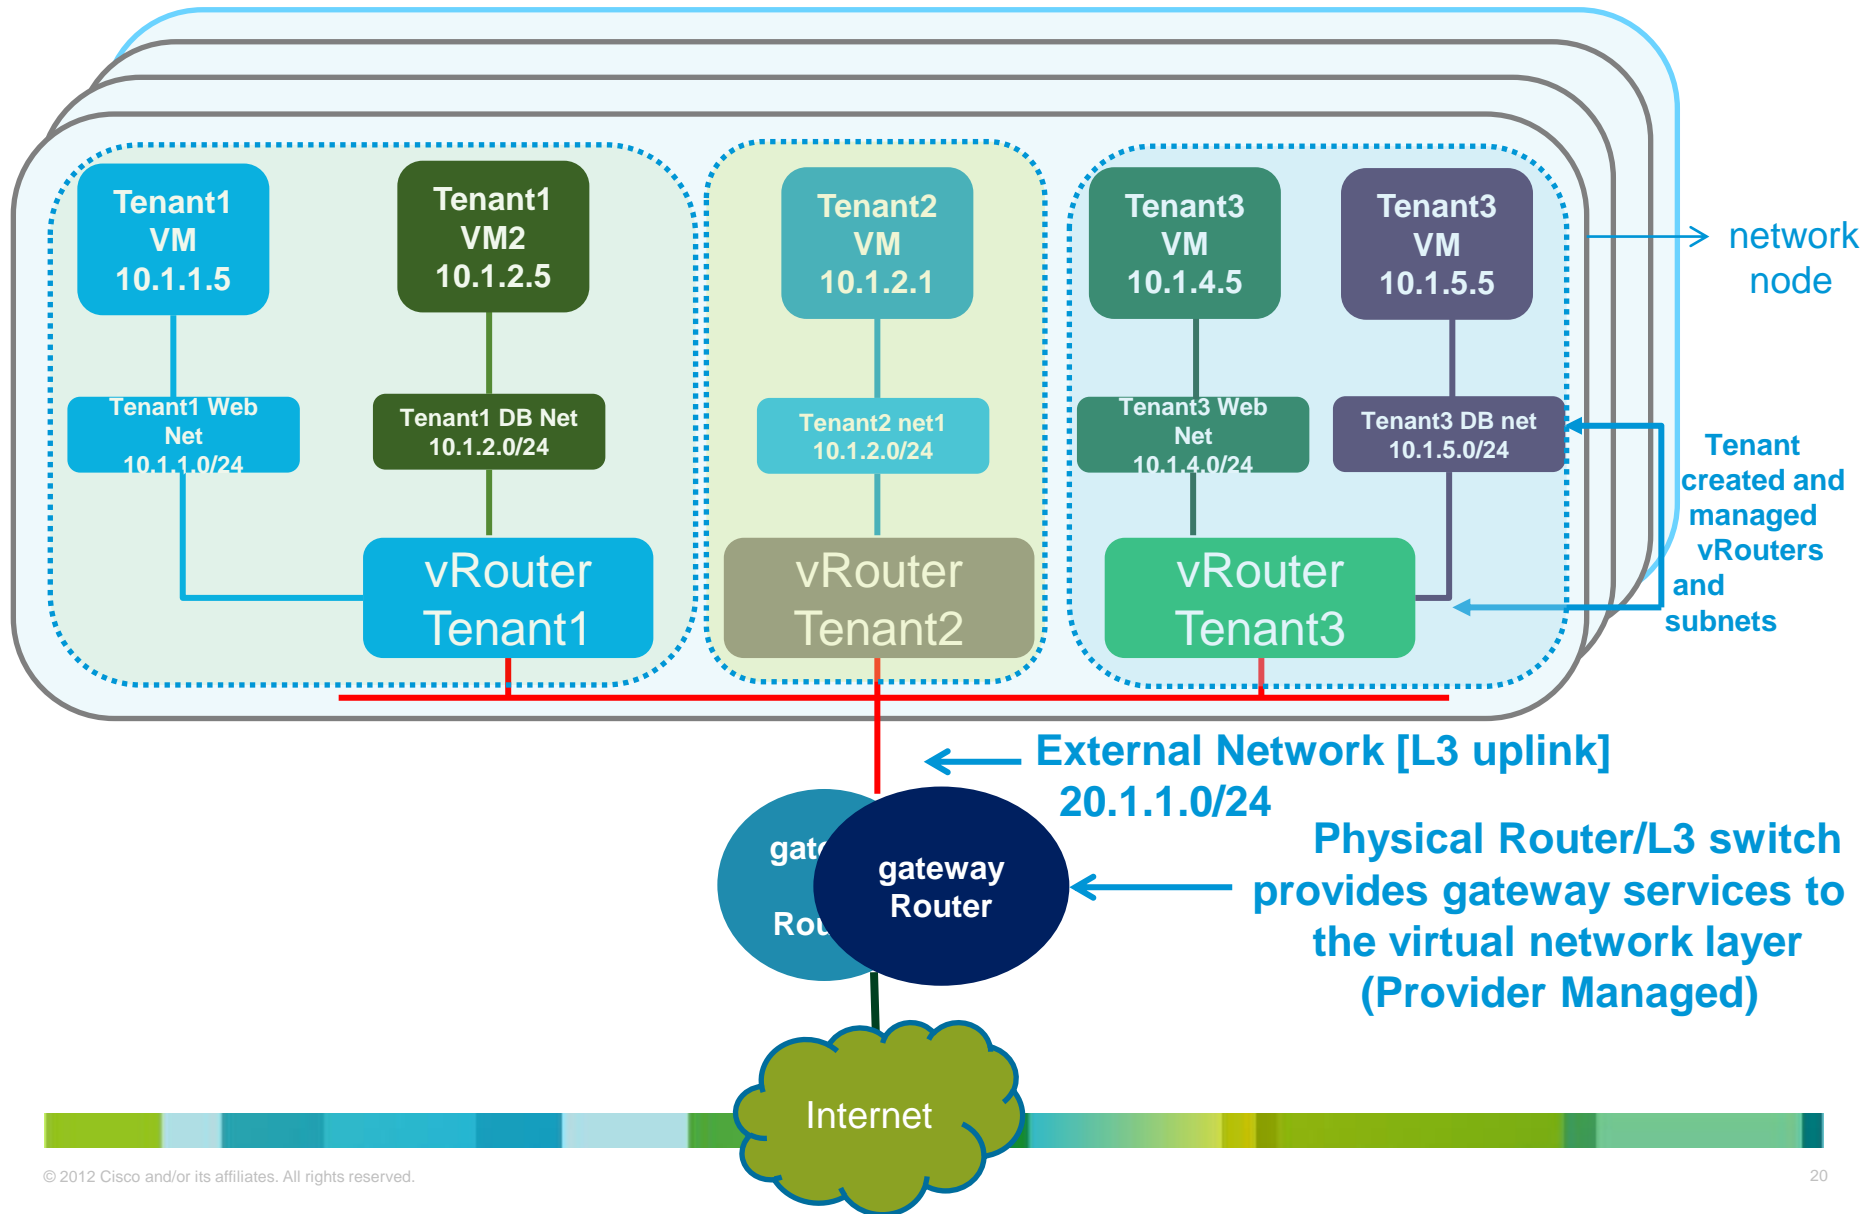 Tenant1
VM
10.1.1.5
Tenant1
VM2
10.1.2.5
Tenant2
VM
10.1.2.1
Tenant3
VM
10.1.4.5
Tenant3
VM
10.1.5.5
network
node
Tenant1 Web
Net
10.1.1.0/24
Tenant1 DB Net
10.1.2.0/24
Tenant2 net1
10.1.2.0/24
Tenant3 Web
Net
10.1.4.0/24
Tenant3 DB net
10.1.5.0/24
Tenant
created and
managed
vRouters
and
subnets
vRouter
Tenant1
vRouter
Tenant2
vRouter
Tenant3
External Network [L3 uplink]
20.1.1.0/24
gate
Rou
gateway
Router
Physical Router/L3 switch
provides gateway services to
the virtual network layer
(Provider Managed)
Internet
© 2012 Cisco and/or its affiliates. All rights reserved.
20